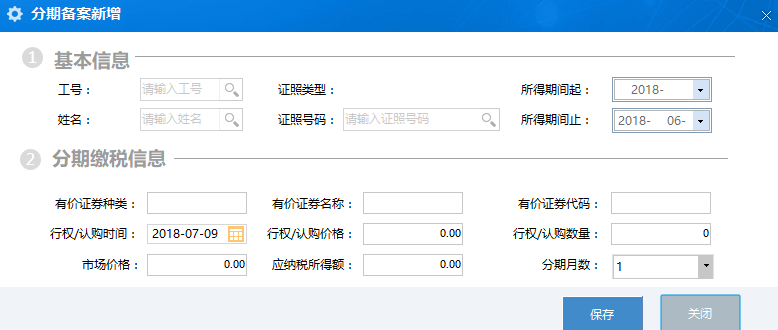 分期备案新增
1 基本信息
工号： 请输入工号 证照类型： 所得期间起： 2018-
姓名： 请输入姓名 证照号码： 请输入证照号码 所得期间止： 2018- 06-
2 分期缴税信息
有价证券种类： 有价证券名称： 有价证券代码：
行权/认购时间： 2018-07-09 行权/认购价格： 0.00 行权/认购数量： 0
市场价格： 0.00 应纳税所得额： 0.00 分期月数： 1
保存 关闭